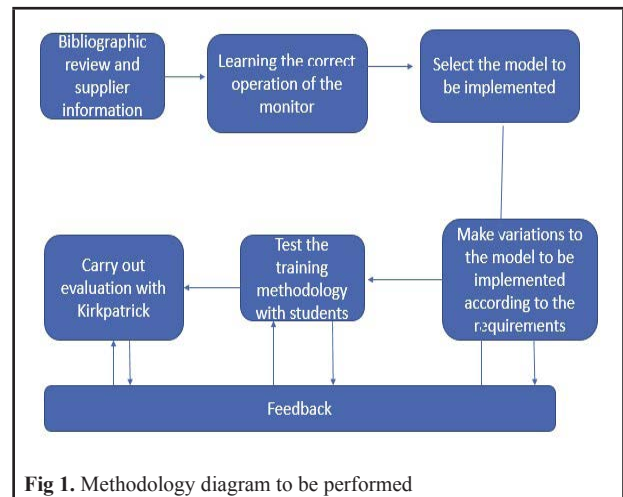 Bibliographic
review and
supplier
information
Learning the correct
operation of the
monitor
Select the model to
be implemented
Carry out
evaluation with
Kirkpatrick
Test the
training
methodology
with students
Make variations to
the model to be
implemented
according to the
requirements
Feedback
Fig 1. Methodology diagram to be performed